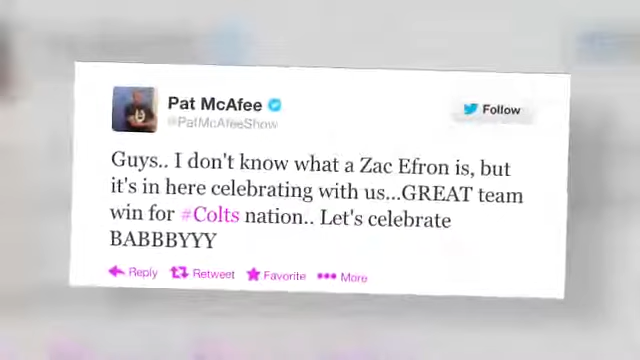 Pat McAfee
@PatMcAfeeShow
Follow
Guys.. I don't know what a Zac Efron is, but
it's in here celebrating with us...GREAT team
win for #Colts nation.. Let's celebrate
BABBBYYY
Reply Retweet Favorite More